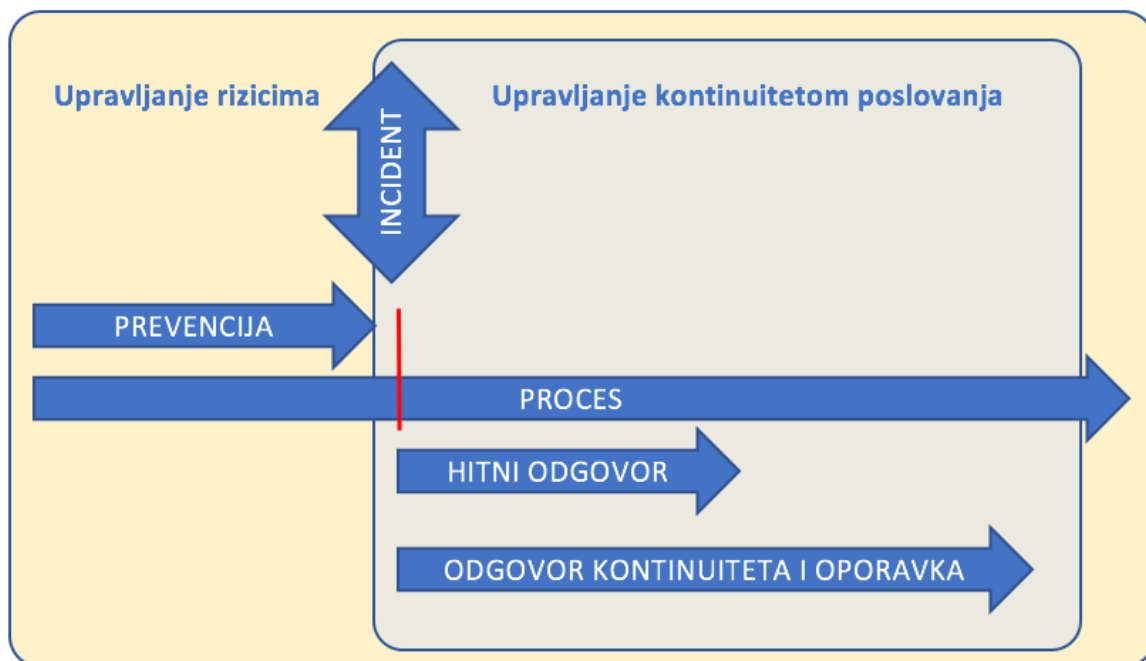 Upravljanje rizicima
Upravljanje kontinuitetom poslovanja
INCIDENT
PREVENCIJA
PROCES
HITNI ODGOVOR
ODGOVOR KONTINUITETA I OPORAVKA